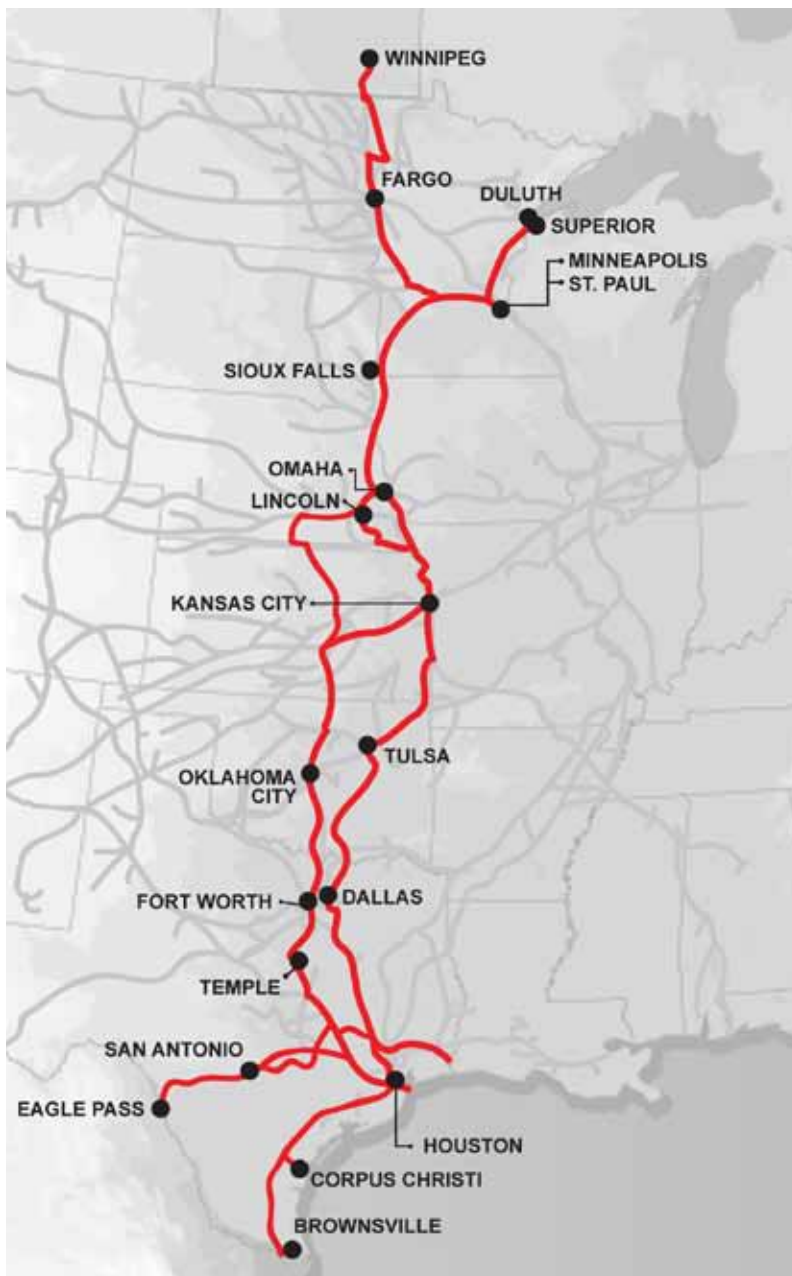 WINNIPEG
FARGO
DULUTH
SUPERIOR
MINNEAPOLIS
ST. PAUL
SIOUX FALLS
OMAHA
LINCOLN
KANSAS CITY
TULSA
OKLAHOMA
CITY
FORT WORTH
DALLAS
TEMPLE
SAN ANTONIO
EAGLE PASS
HOUSTON
CORPUS CHRISTI
BROWNSVILLE